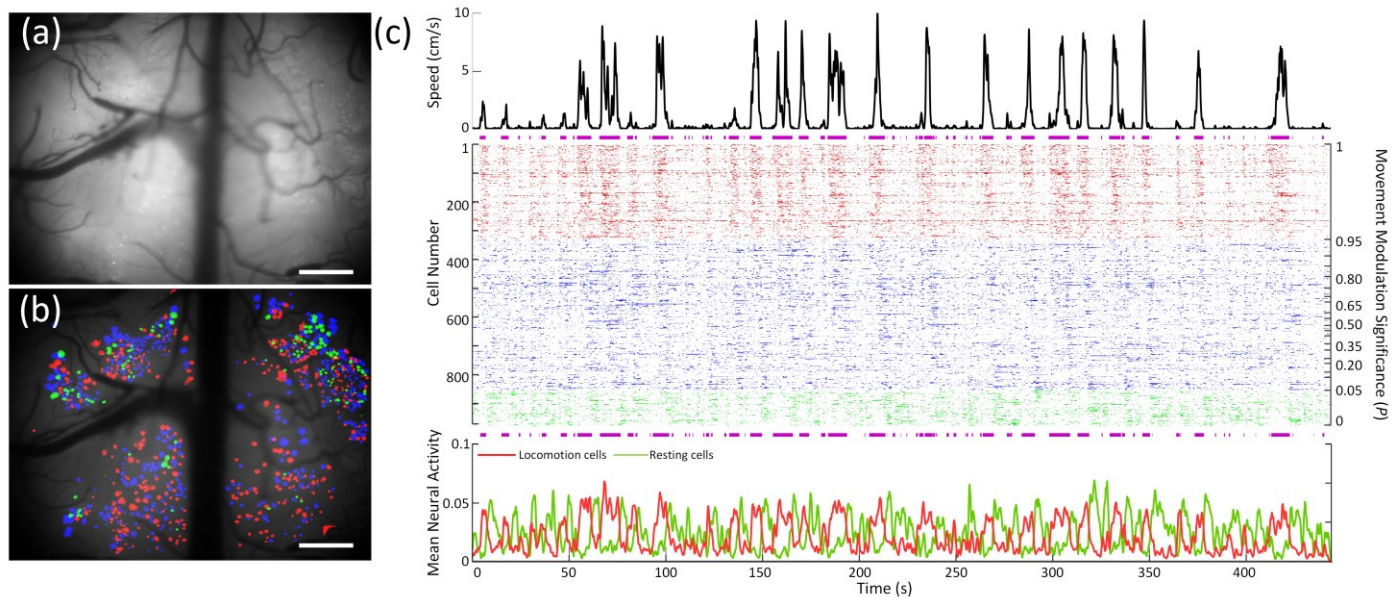 (a)
(b)
(c)
Speed (cm/s)
10
5
0
Cell Number
1
200
400
600
800
1
0.95
0.80
0.65
0.50
0.35
0.20
0.05
0
Movement Modulation Significance (P)
Mean Neural Activity
0.1
0.05
0
Locomotion cells
Resting cells
0 50 100 150 200 250 300 350 400
Time (s)